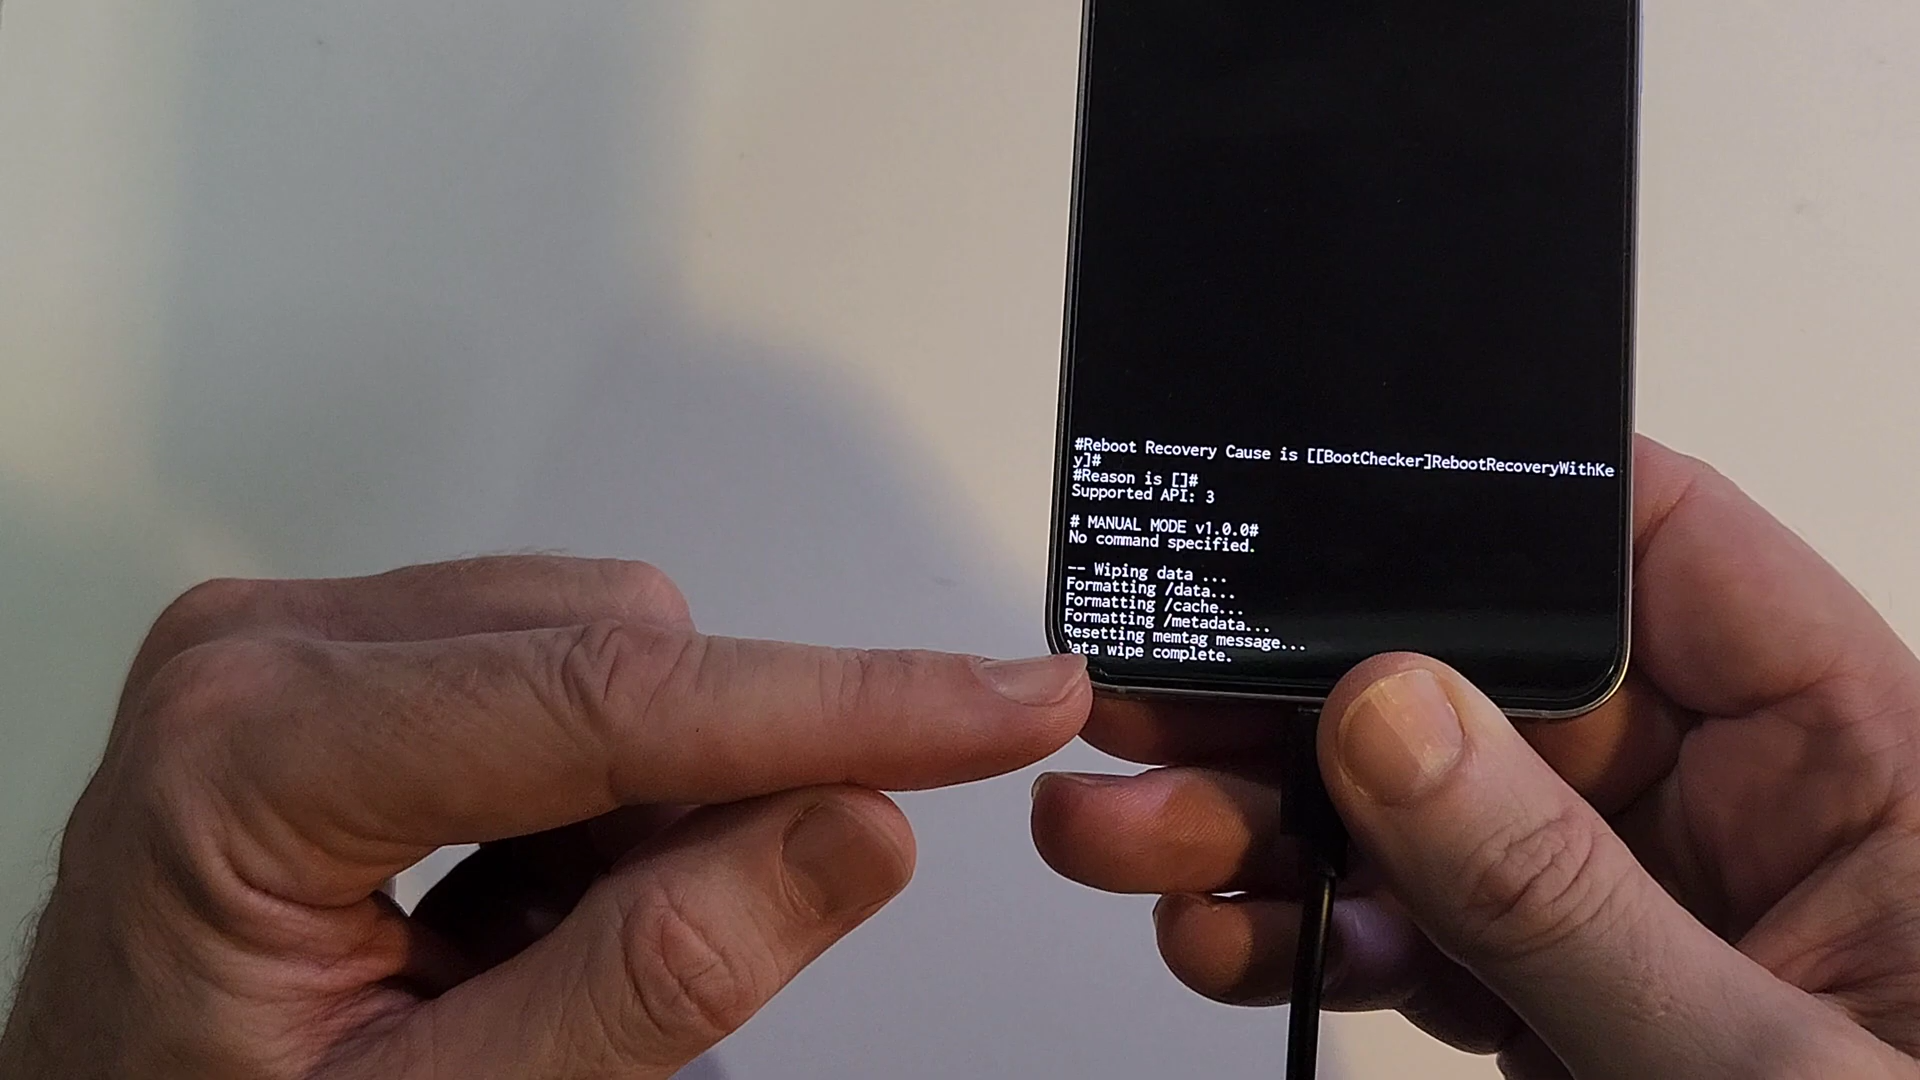 #Reboot Recovery Cause is [[BootChecker]RebootRecoveryWithKe
y]#
#Reason is []#
Supported API: 3
# MANUAL MODE v1.0.0#
No command specified.
-- Wiping data ...
Formatting /data...
Formatting /cache...
Formatting /metadata...
Resetting memtag message...
Data wipe complete.